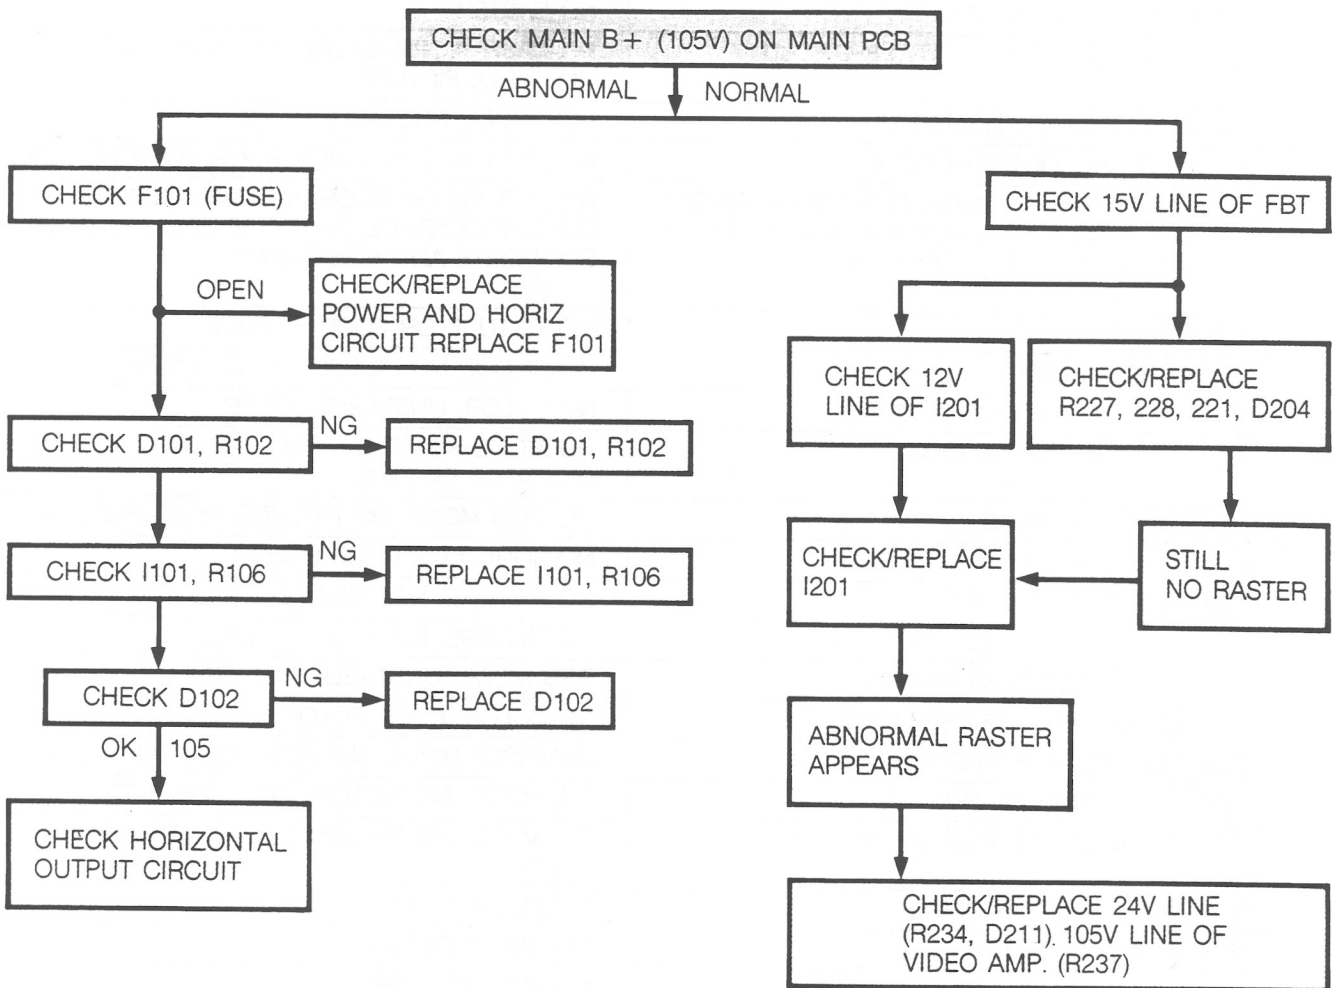 CHECK MAIN B+ (105V) ON MAIN PCB
ABNORMAL
NORMAL
CHECK F101 (FUSE)
OPEN
CHECK/REPLACE
POWER AND HORIZ
CIRCUIT REPLACE F101
CHECK D101, R102
NG
REPLACE D101, R102
CHECK I101, R106
NG
REPLACE I101, R106
CHECK D102
NG
REPLACE D102
OK
105
CHECK HORIZONTAL
OUTPUT CIRCUIT
CHECK 15V LINE OF FBT
CHECK 12V
LINE OF I201
CHECK/REPLACE
R227, 228, 221, D204
CHECK/REPLACE
I201
STILL
NO RASTER
ABNORMAL RASTER
APPEARS
CHECK/REPLACE 24V LINE
(R234, D211). 105V LINE OF
VIDEO AMP. (R237)